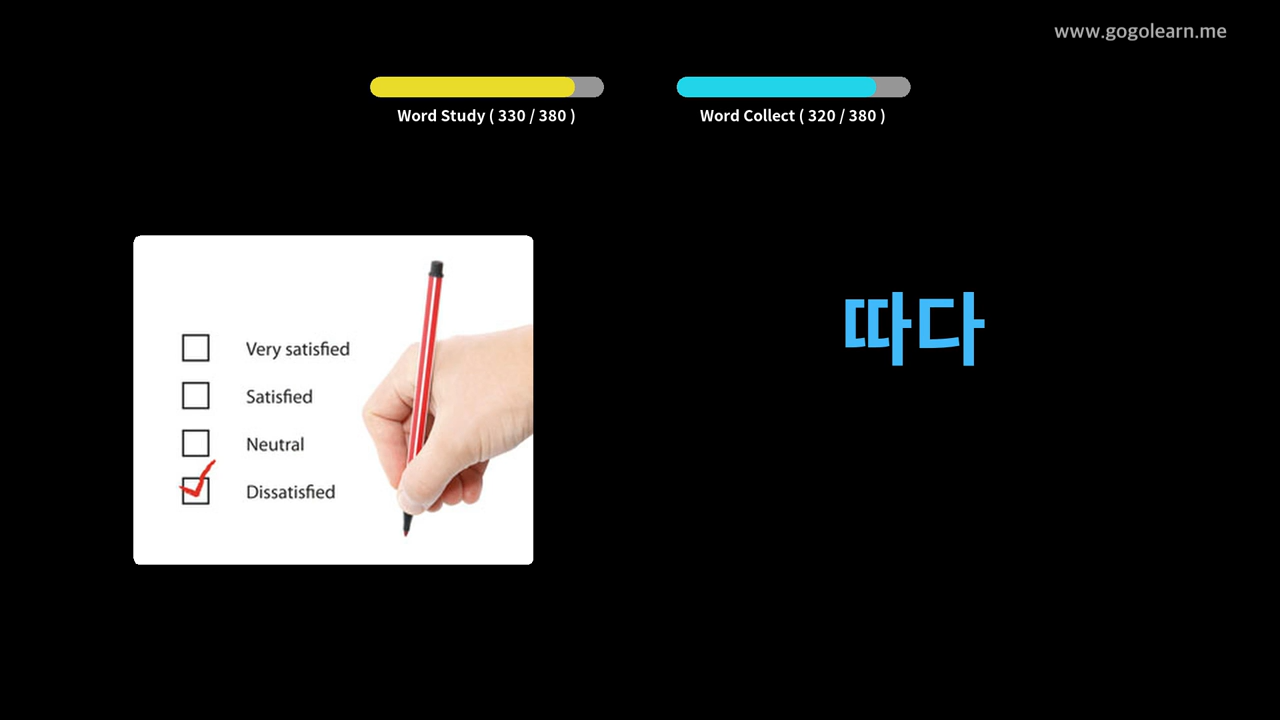 www.gogolearn.me
Word Study ( 330 / 380 )
Word Collect ( 320 / 380 )
Very satisfied
Satisfied
Neutral
Dissatisfied
따다